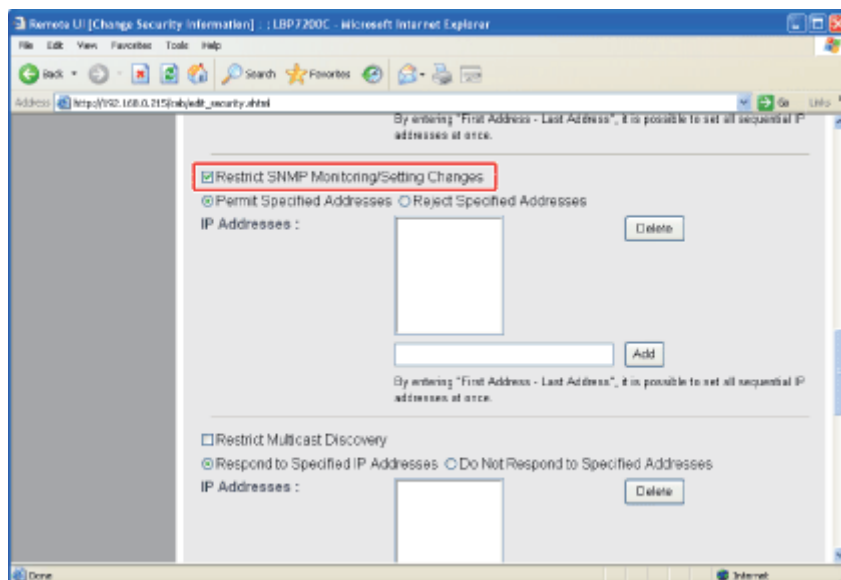 Remote UI [Change Security Information] : ; LBP7200C - Microsoft Internet Explorer
File Edit View Favorites Tools Help
Back Search Favorites
Address http://192.168.0.215/cab/edit_security.shtml Go Links
By entering "First Address - Last Address", it is possible to set all sequential IP
addresses at once.
Restrict SNMP Monitoring/Setting Changes
Permit Specified Addresses Reject Specified Addresses
IP Addresses : Delete
Add
By entering "First Address - Last Address", it is possible to set all sequential IP
addresses at once.
Restrict Multicast Discovery
Respond to Specified IP Addresses Do Not Respond to Specified Addresses
IP Addresses : Delete
Done Internet